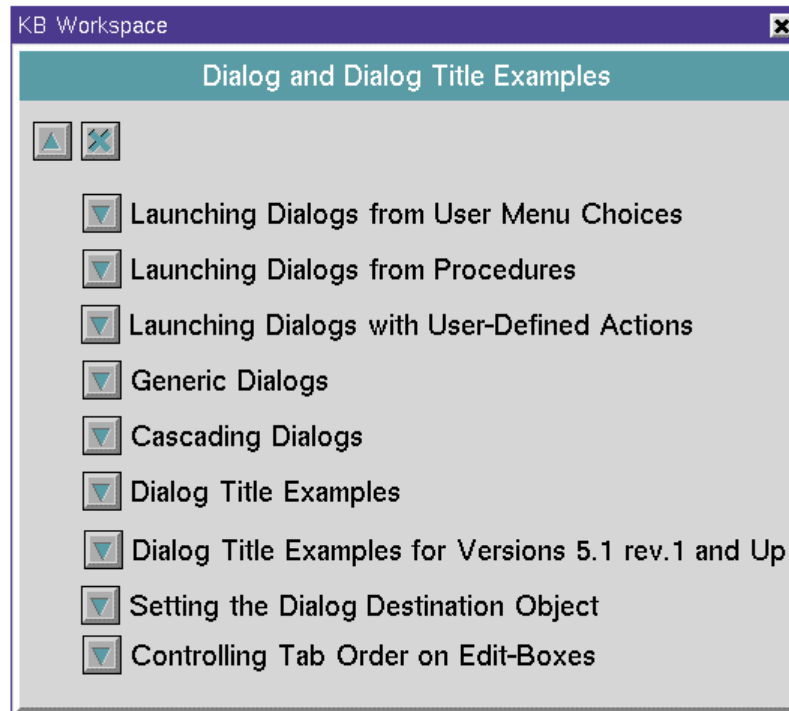 KB Workspace
Dialog and Dialog Title Examples
Launching Dialogs from User Menu Choices
Launching Dialogs from Procedures
Launching Dialogs with User-Defined Actions
Generic Dialogs
Cascading Dialogs
Dialog Title Examples
Dialog Title Examples for Versions 5.1 rev.1 and Up
Setting the Dialog Destination Object
Controlling Tab Order on Edit-Boxes